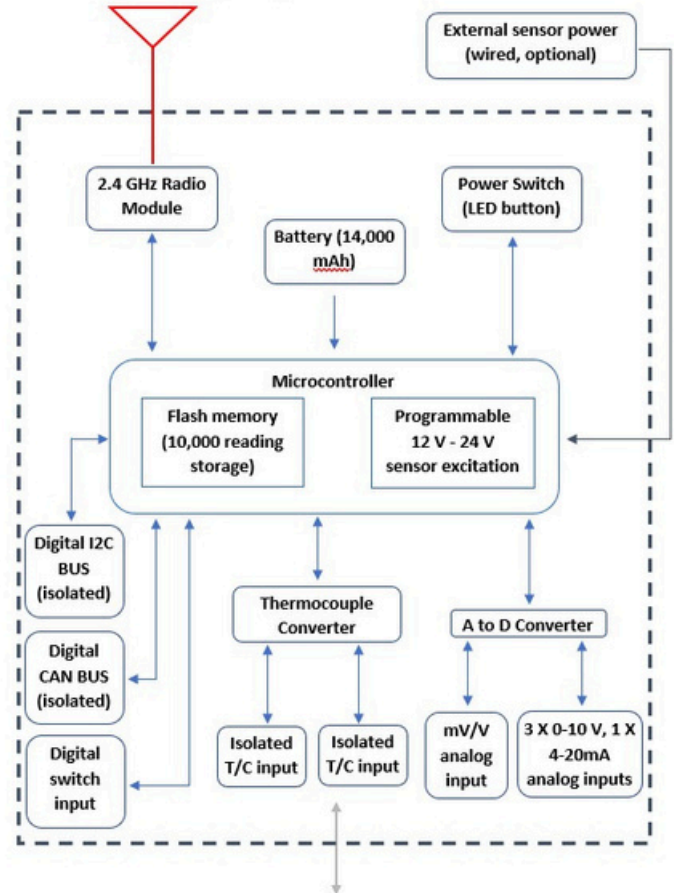 External sensor power
(wired, optional)
2.4 GHz Radio
Module
Power Switch
(LED button)
Battery (14,000
mAh)
Microcontroller
Flash memory
(10,000 reading
storage)
Programmable
12 V - 24 V
sensor excitation
Digital I2C
BUS
(isolated)
Thermocouple
Converter
A to D Converter
Digital
CAN BUS
(isolated)
Isolated
T/C input
Isolated
T/C input
mV/V
analog
input
3 X 0-10 V, 1 X
4-20mA
analog inputs
Digital
switch
input